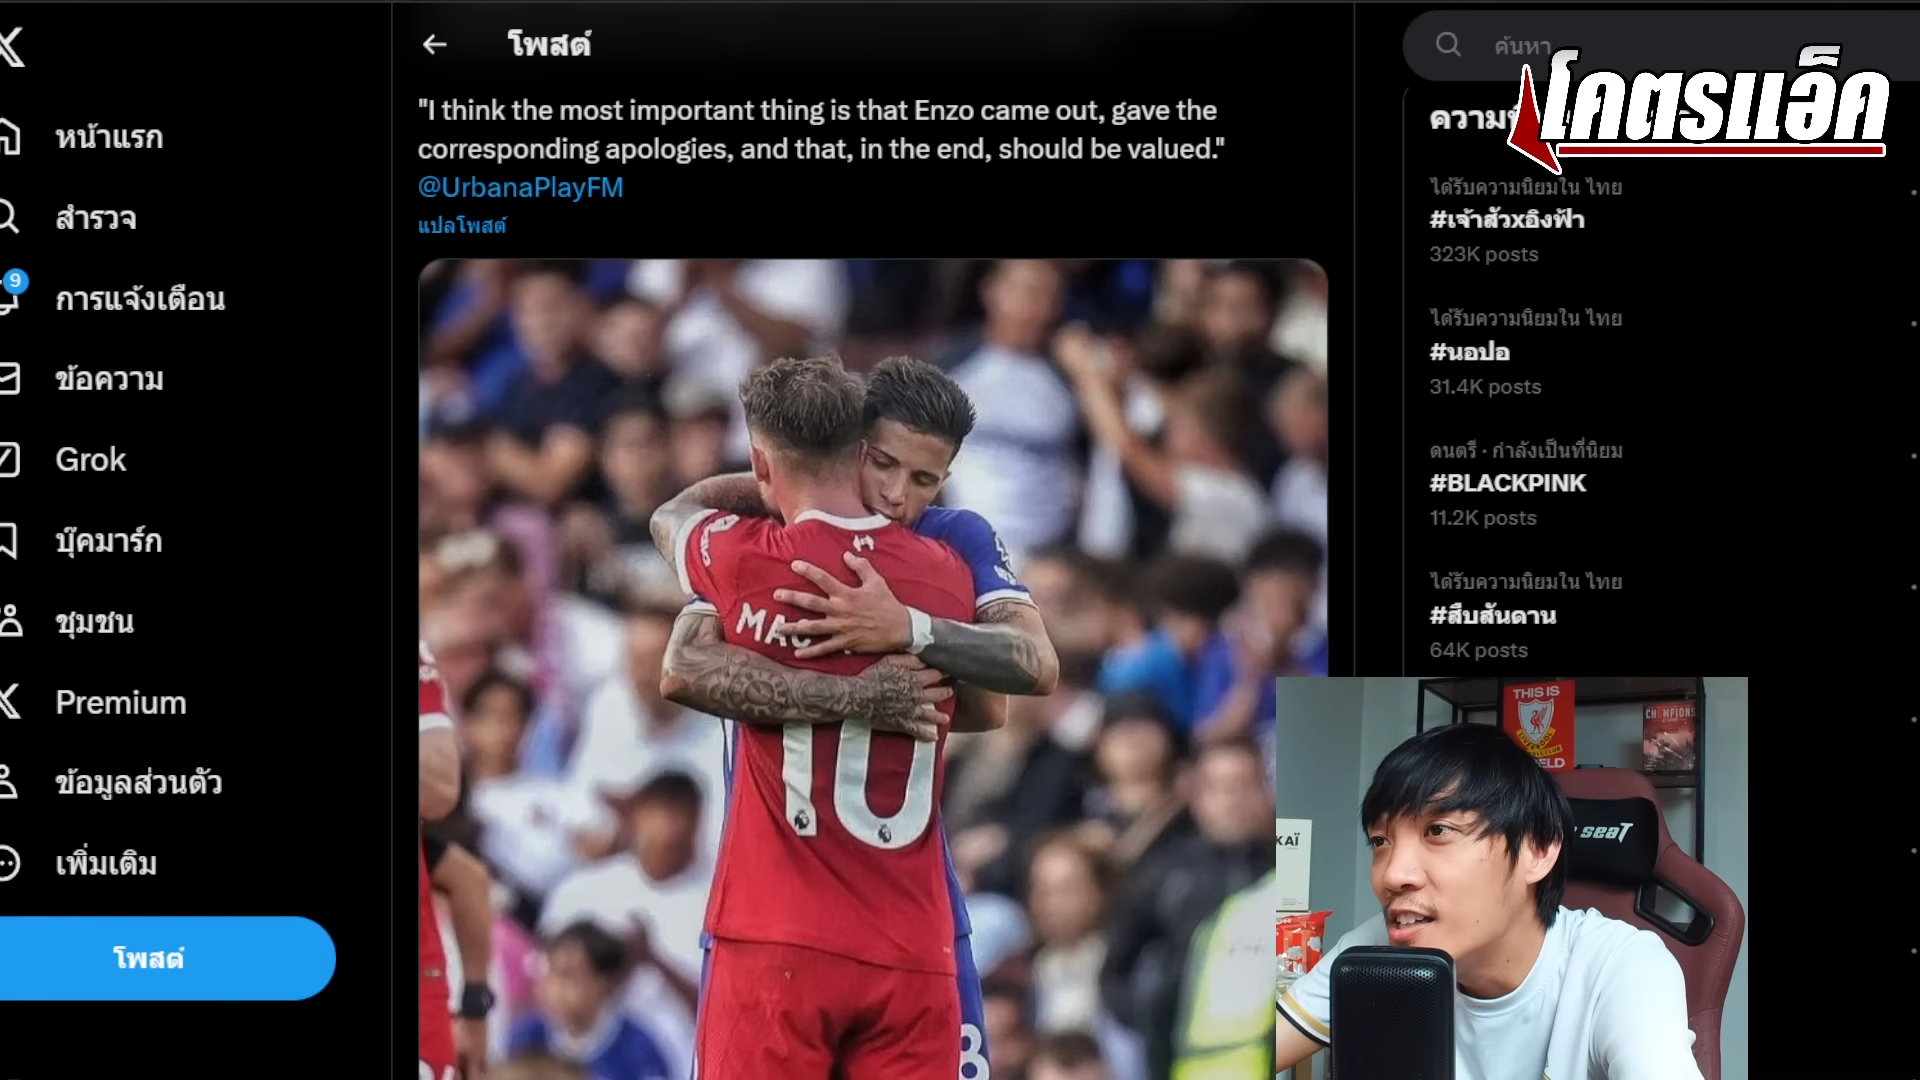 โพสต์
"I think the most important thing is that Enzo came out, gave the
corresponding apologies, and that, in the end, should be valued."
@UrbanaPlayFM
แปลโพสต์
หน้าแรก
สำรวจ
9
การแจ้งเตือน
ข้อความ
Grok
บุ๊คมาร์ก
ชุมชน
Premium
ข้อมูลส่วนตัว
เพิ่มเติม
โพสต์
ค้นหา
โคตรแอ็ค
ได้รับความนิยมใน ไทย
#เจ้าสัวxอิงฟ้า
323K posts
ได้รับความนิยมใน ไทย
#นอปอ
31.4K posts
ดนตรี · กำลังเป็นที่นิยม
#BLACKPINK
11.2K posts
ได้รับความนิยมใน ไทย
#สืบสันดาน
64K posts
MAC
10
8
THIS IS
CHAMPIONS
KAÏ
seaT